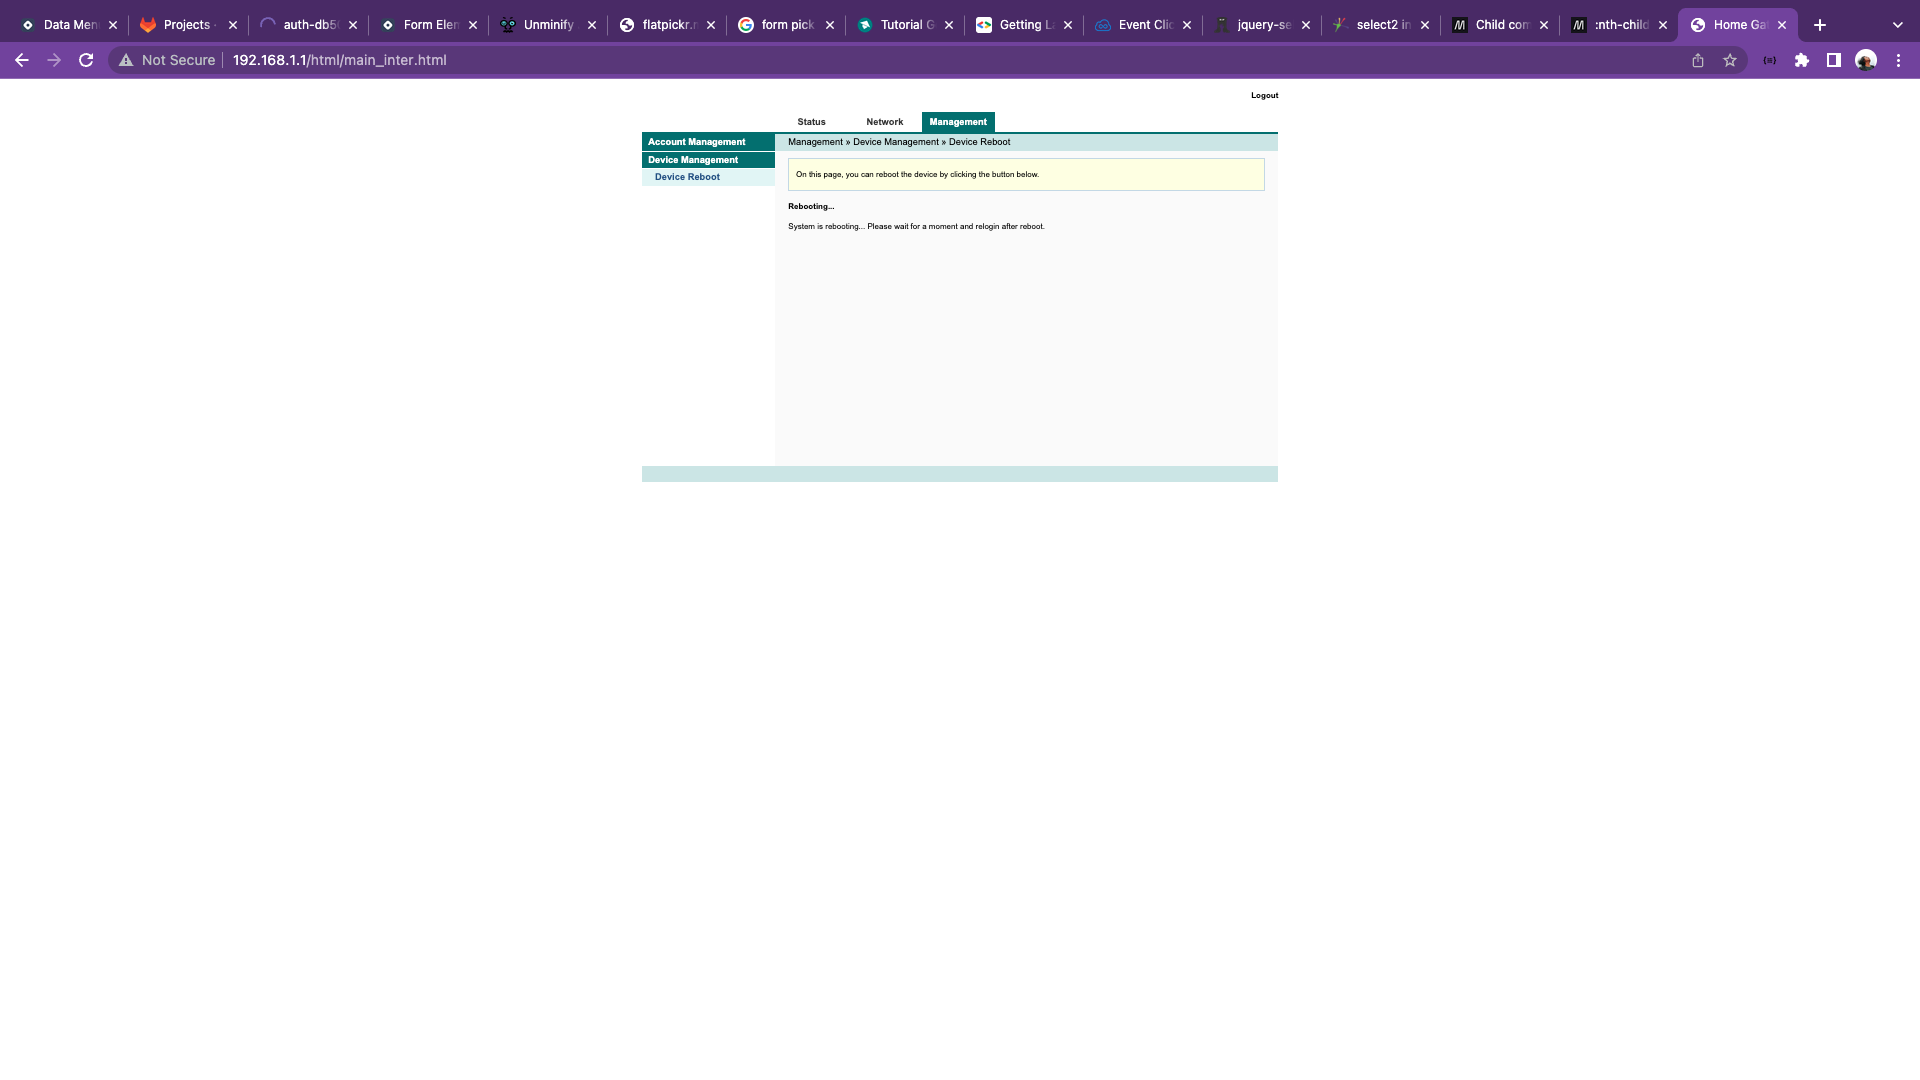 Data Men
Projects ·
auth-db5
Form Elem
Unminify
flatpickr.
form pick
Tutorial G
Getting L
Event Clic
jquery-se
select2 in
Child com
:nth-child
Home Ga
Not Secure
192.168.1.1/html/main_inter.html
Logout
Status
Network
Management
Account Management
Management » Device Management » Device Reboot
Device Management
Device Reboot
On this page, you can reboot the device by clicking the button below.
Rebooting...
System is rebooting... Please wait for a moment and relogin after reboot.